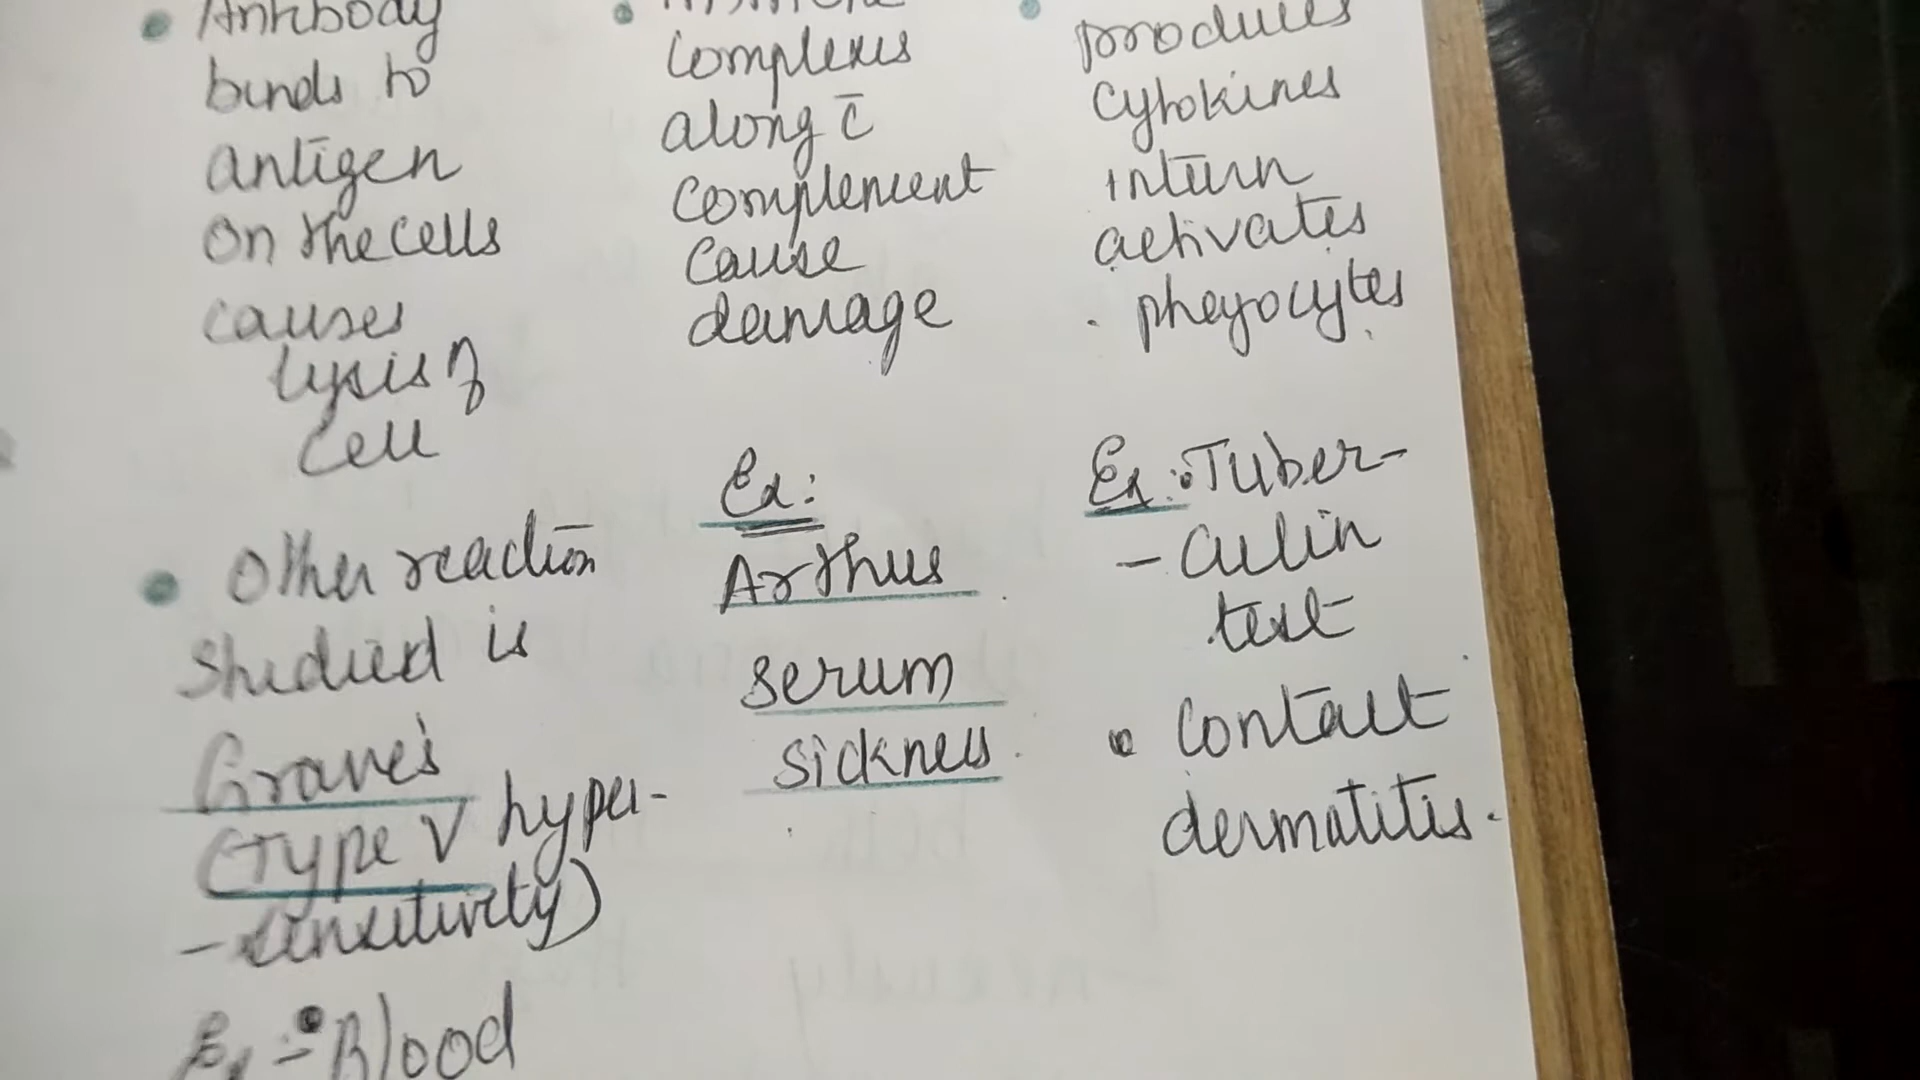 Antibody
binds to
antigen
on the cells
causes
lysis of
cell
Other reaction
studied is
Grave's
(Type V hyper-
-sensitivity)
Ex :- Blood
complexes
along c̄
complement
cause
damage
Ex:
Arthus
serum
sickness
produces
cytokines
inturn
activates
phagocytes
Ex: Tuber-
-culin
test
contact
dermatitis.